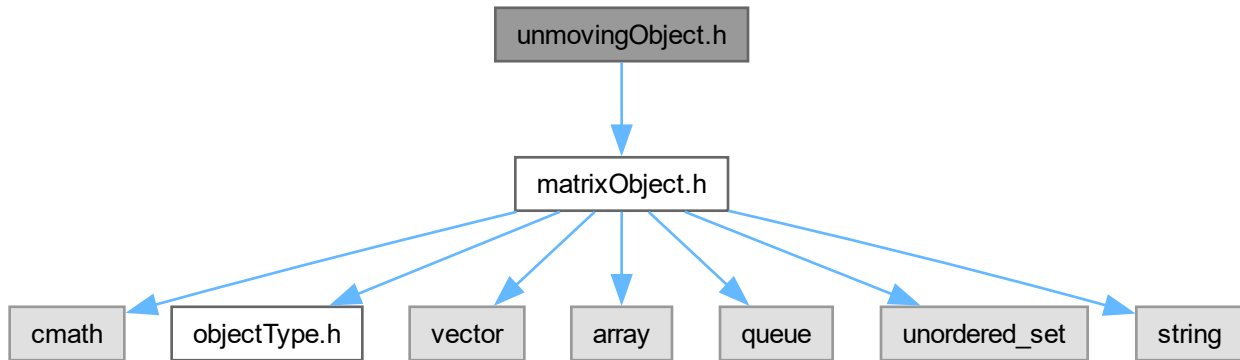 unmovingObject.h
matrixObject.h
cmath
objectType.h
vector
array
queue
unordered_set
string